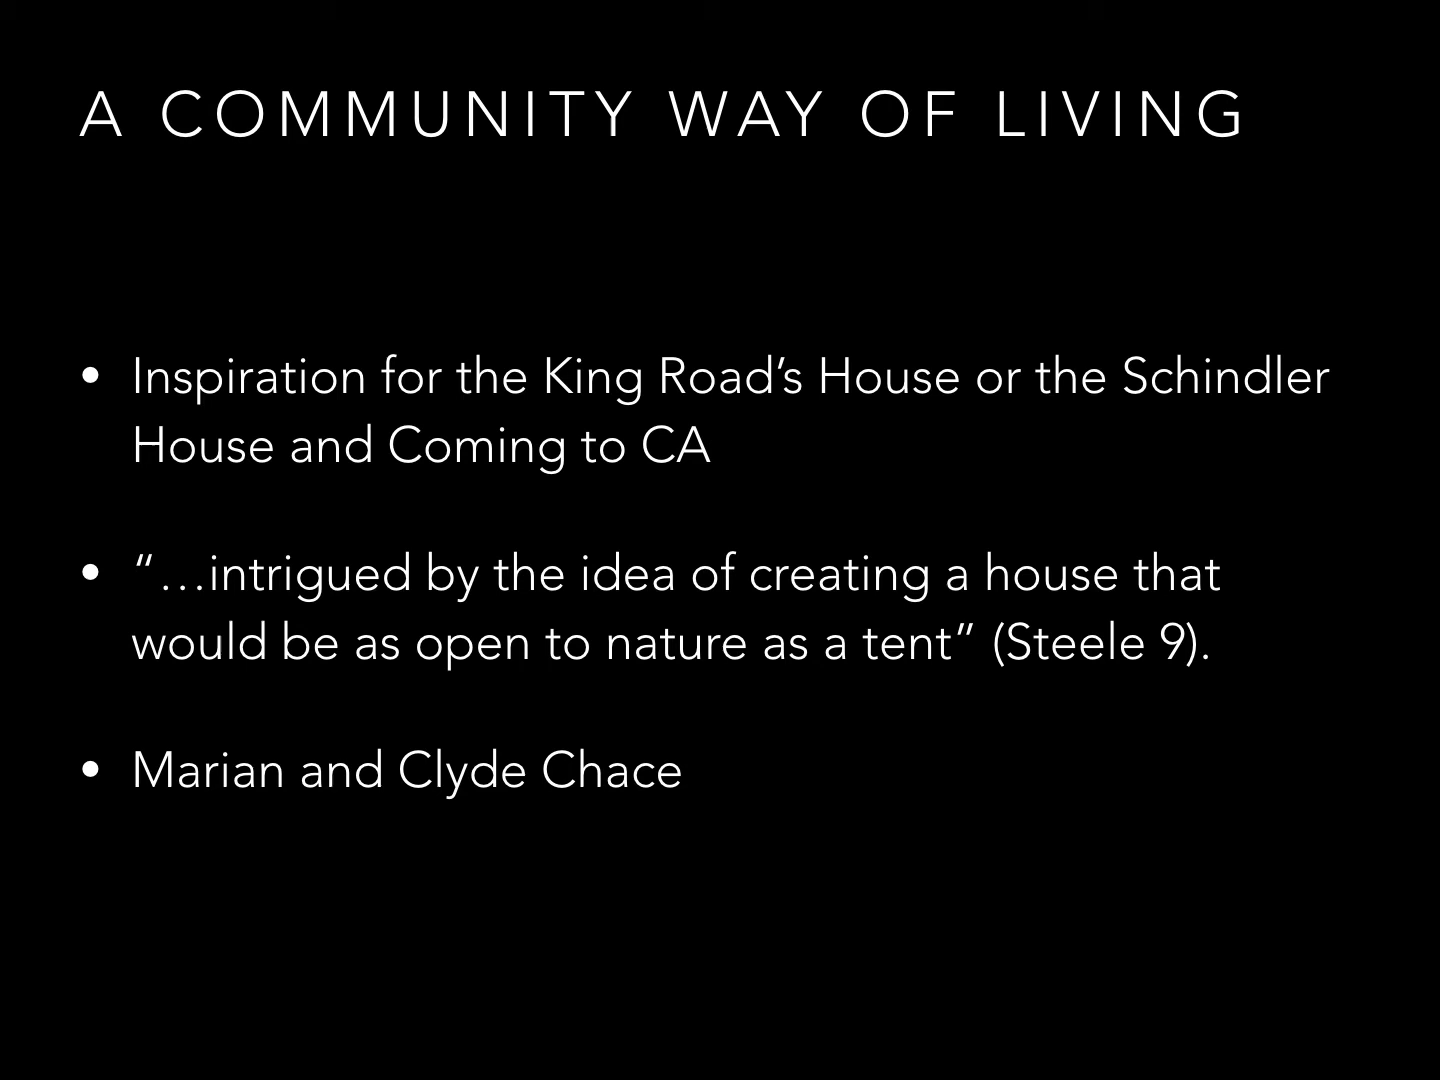 A COMMUNITY WAY OF LIVING
• Inspiration for the King Road’s House or the Schindler
House and Coming to CA
• “…intrigued by the idea of creating a house that
would be as open to nature as a tent” (Steele 9).
• Marian and Clyde Chace